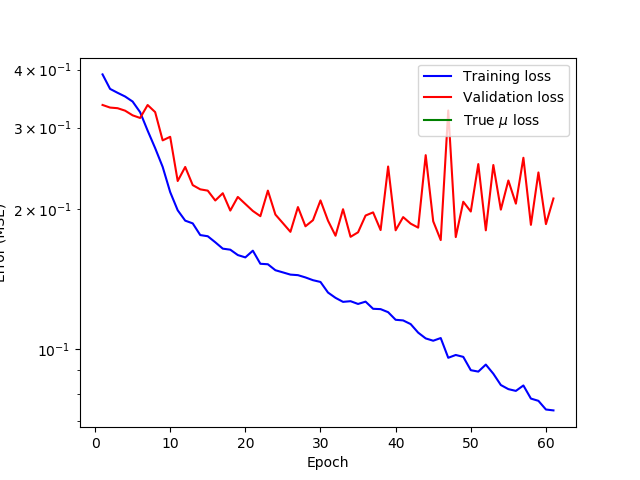 4 × 10⁻¹
3 × 10⁻¹
2 × 10⁻¹
10⁻¹
Error (MSE)
0 10 20 30 40 50 60
Epoch
Training loss
Validation loss
True μ loss